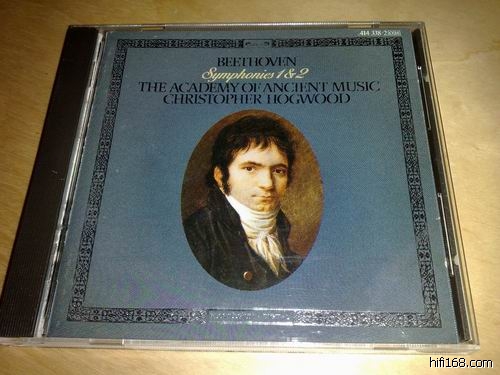 414 338-2
BEETHOVEN
Symphonies 1 & 2
THE ACADEMY OF ANCIENT MUSIC
CHRISTOPHER HOGWOOD
hifi168.com